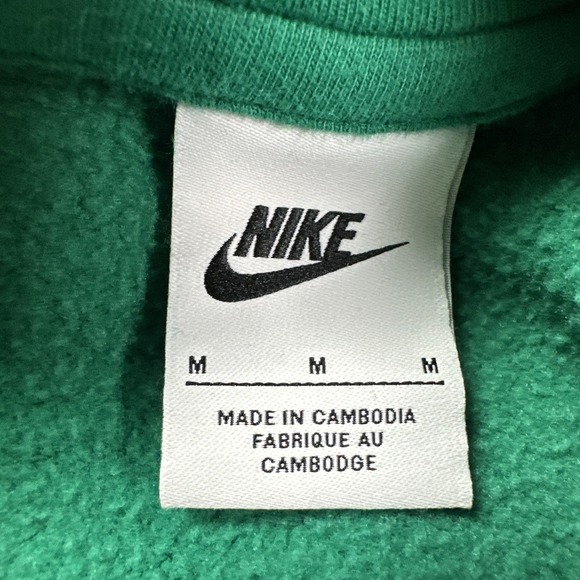 NIKE
M M M
MADE IN CAMBODIA
FABRIQUE AU
CAMBODGE